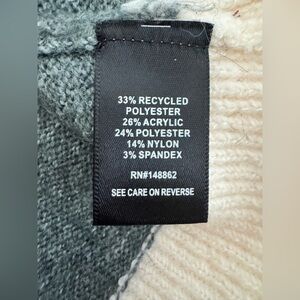 33% RECYCLED
POLYESTER
26% ACRYLIC
24% POLYESTER
14% NYLON
3% SPANDEX
RN#148862
SEE CARE ON REVERSE